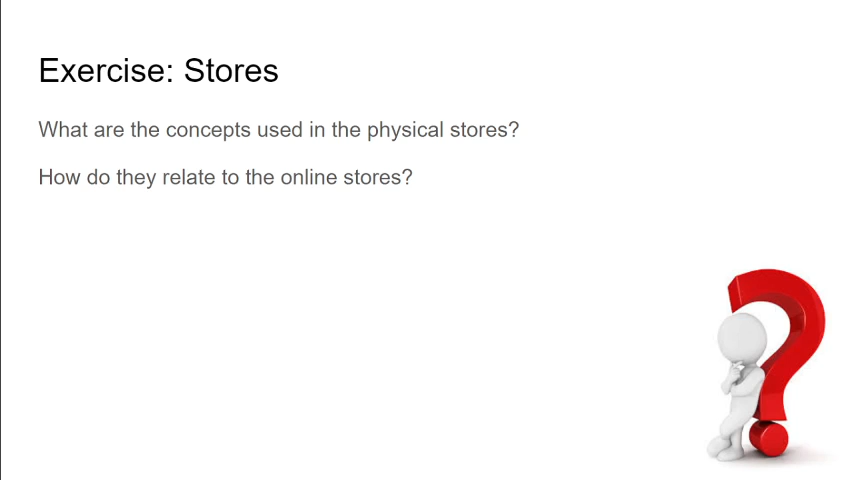 Exercise: Stores
What are the concepts used in the physical stores?
How do they relate to the online stores?